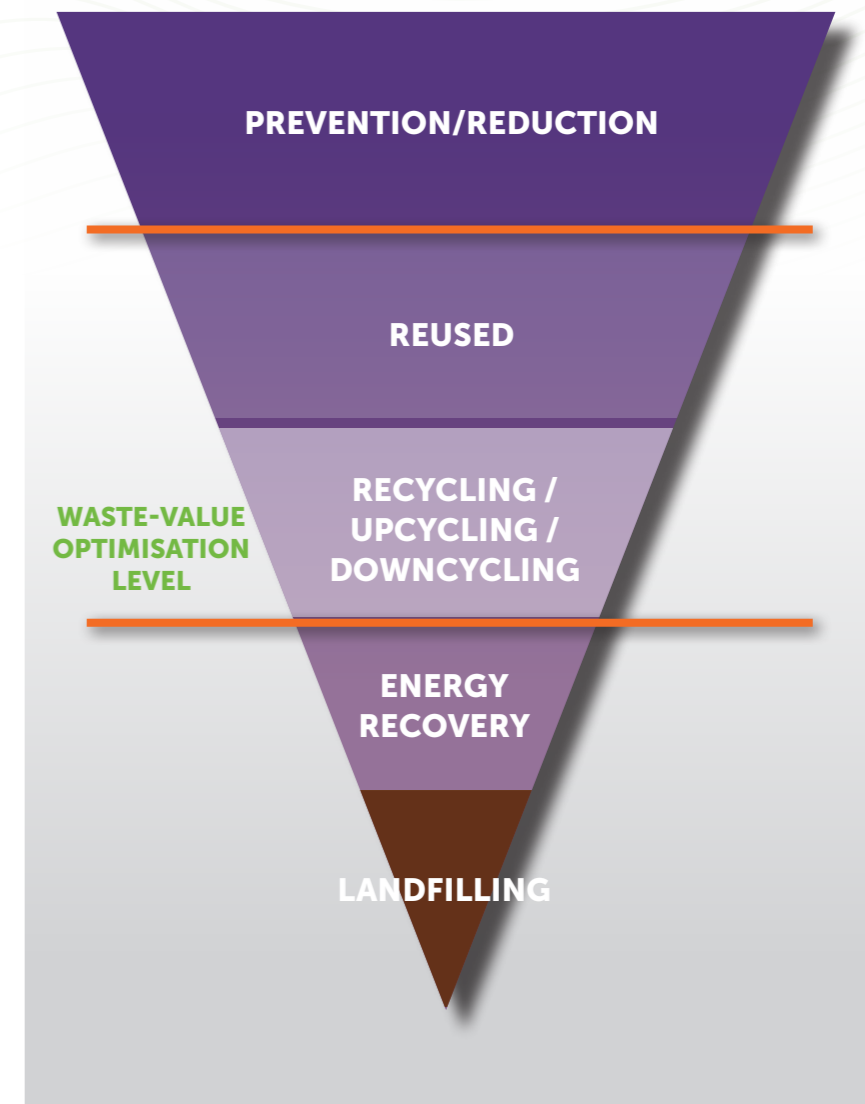 PREVENTION/REDUCTION
REUSED
RECYCLING /
UPCYCLING /
DOWNCYCLING
WASTE-VALUE
OPTIMISATION
LEVEL
ENERGY
RECOVERY
LANDFILLING